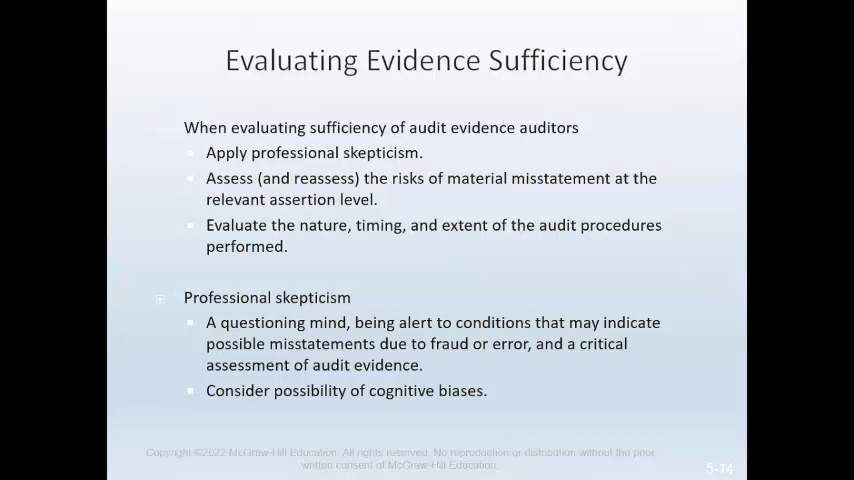 Evaluating Evidence Sufficiency
When evaluating sufficiency of audit evidence auditors
Apply professional skepticism.
Assess (and reassess) the risks of material misstatement at the
relevant assertion level.
Evaluate the nature, timing, and extent of the audit procedures
performed.
Professional skepticism
A questioning mind, being alert to conditions that may indicate
possible misstatements due to fraud or error, and a critical
assessment of audit evidence.
Consider possibility of cognitive biases.
Copyright ©2022 McGraw-Hill Education. All rights reserved. No reproduction or distribution without the prior
written consent of McGraw-Hill Education.
5-14